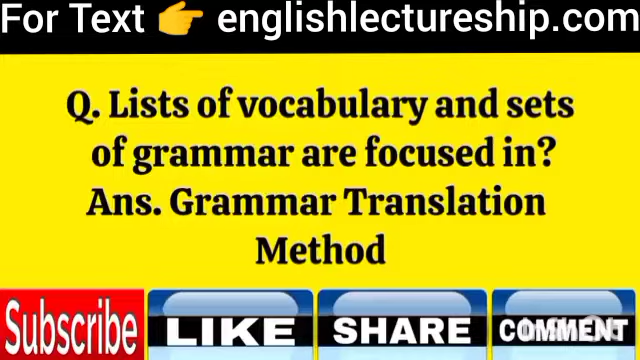 For Text 👉 englishlectureship.com
Q. Lists of vocabulary and sets
of grammar are focused in?
Ans. Grammar Translation
Method
Subscribe LIKE SHARE COMMENT